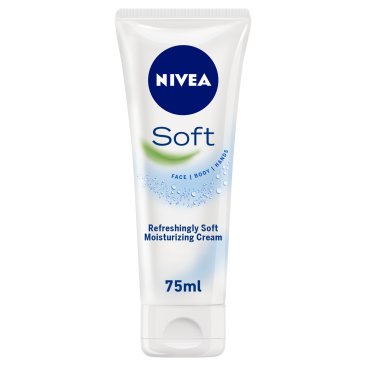 NIVEA
Soft
FACE | BODY | HANDS
Refreshingly Soft
Moisturizing Cream
75ml